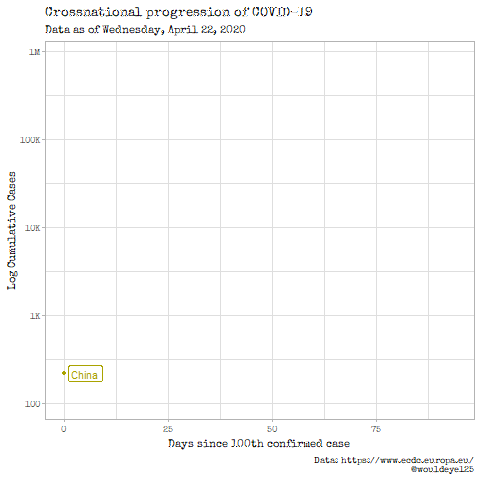 Crossnational progression of COVID-19
Data as of Wednesday, April 22, 2020
1M
100K
10K
1K
100
Log Cumulative Cases
China
0 25 50 75
Days since 100th confirmed case
Data: https://www.ecdc.europa.eu/
@wouldeye125